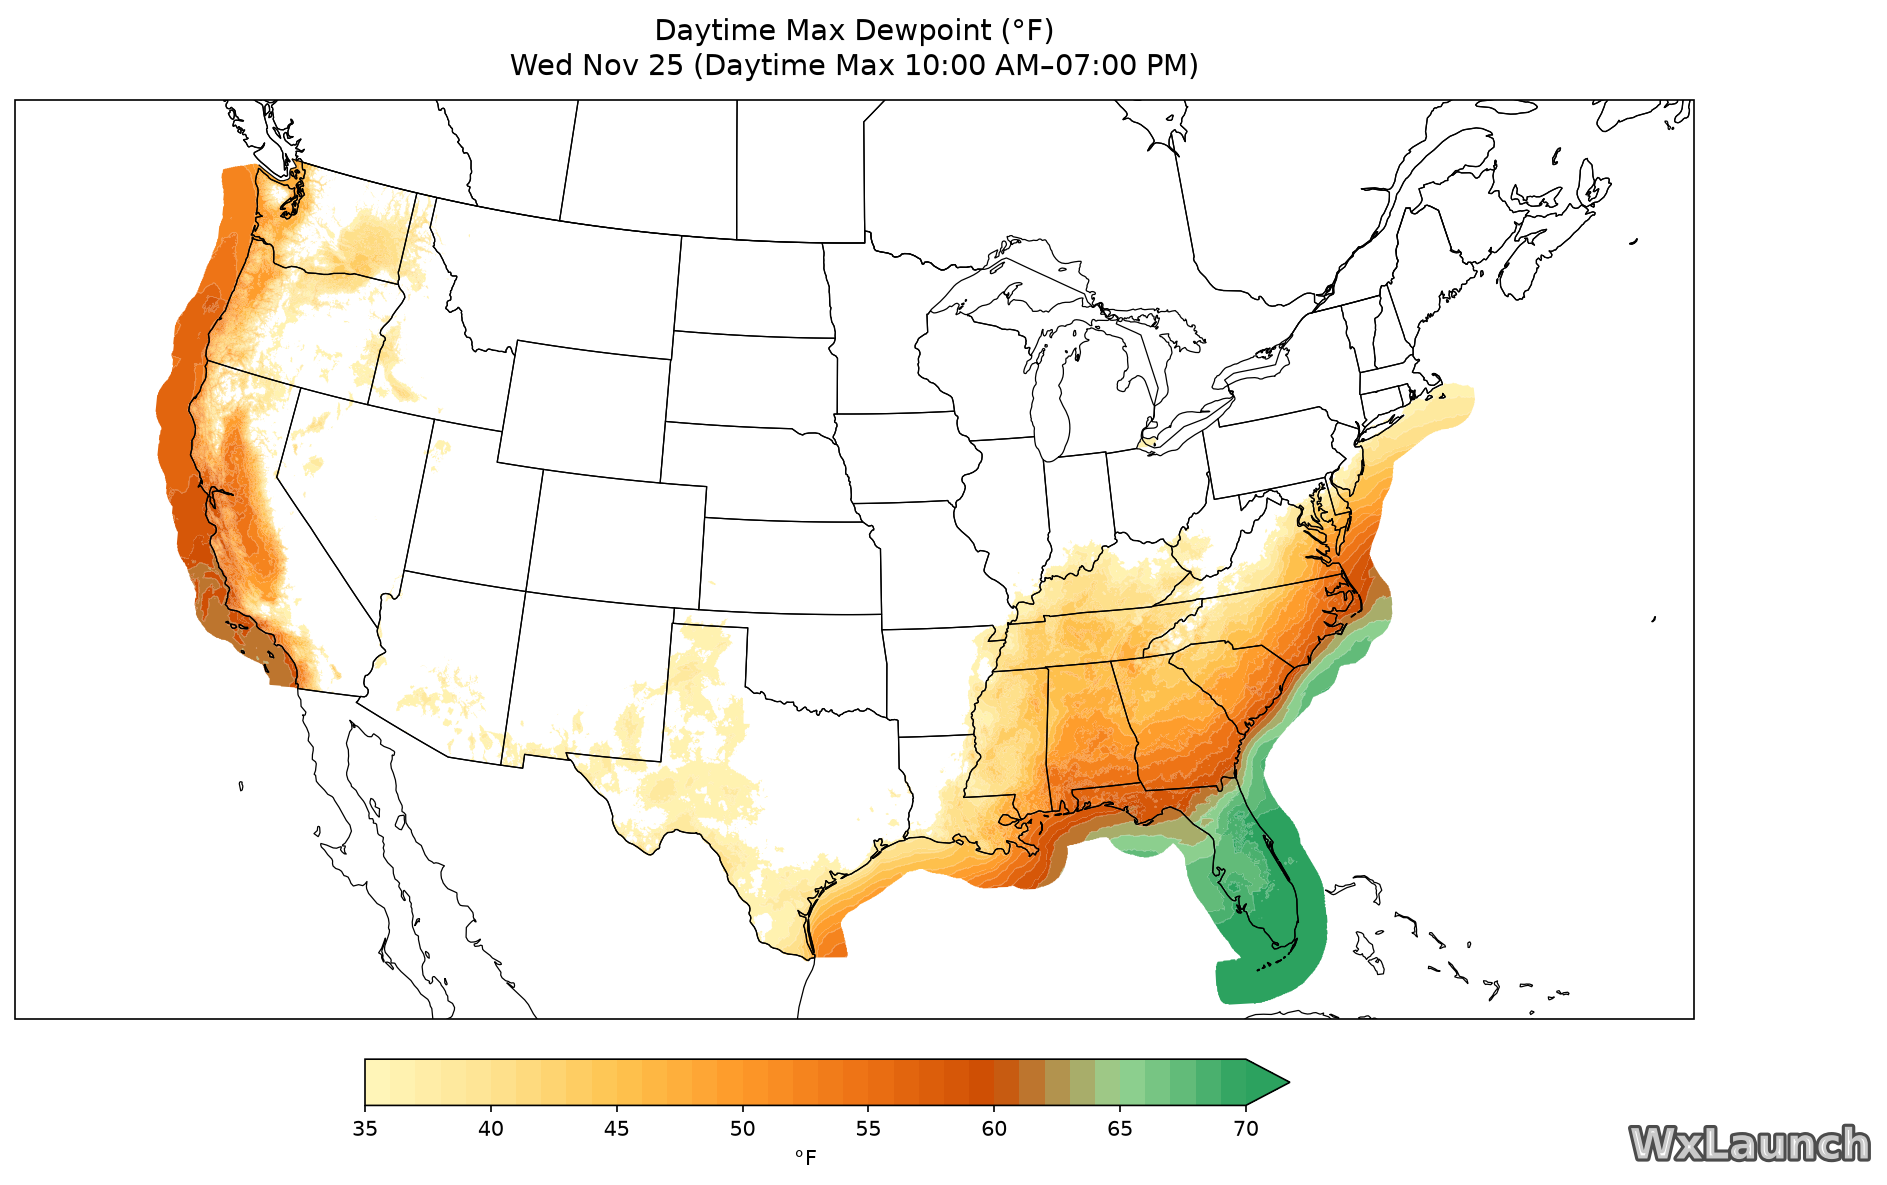 Daytime Max Dewpoint (°F)
Wed Nov 25 (Daytime Max 10:00 AM–07:00 PM)
35 40 45 50 55 60 65 70
°F
WxLaunch